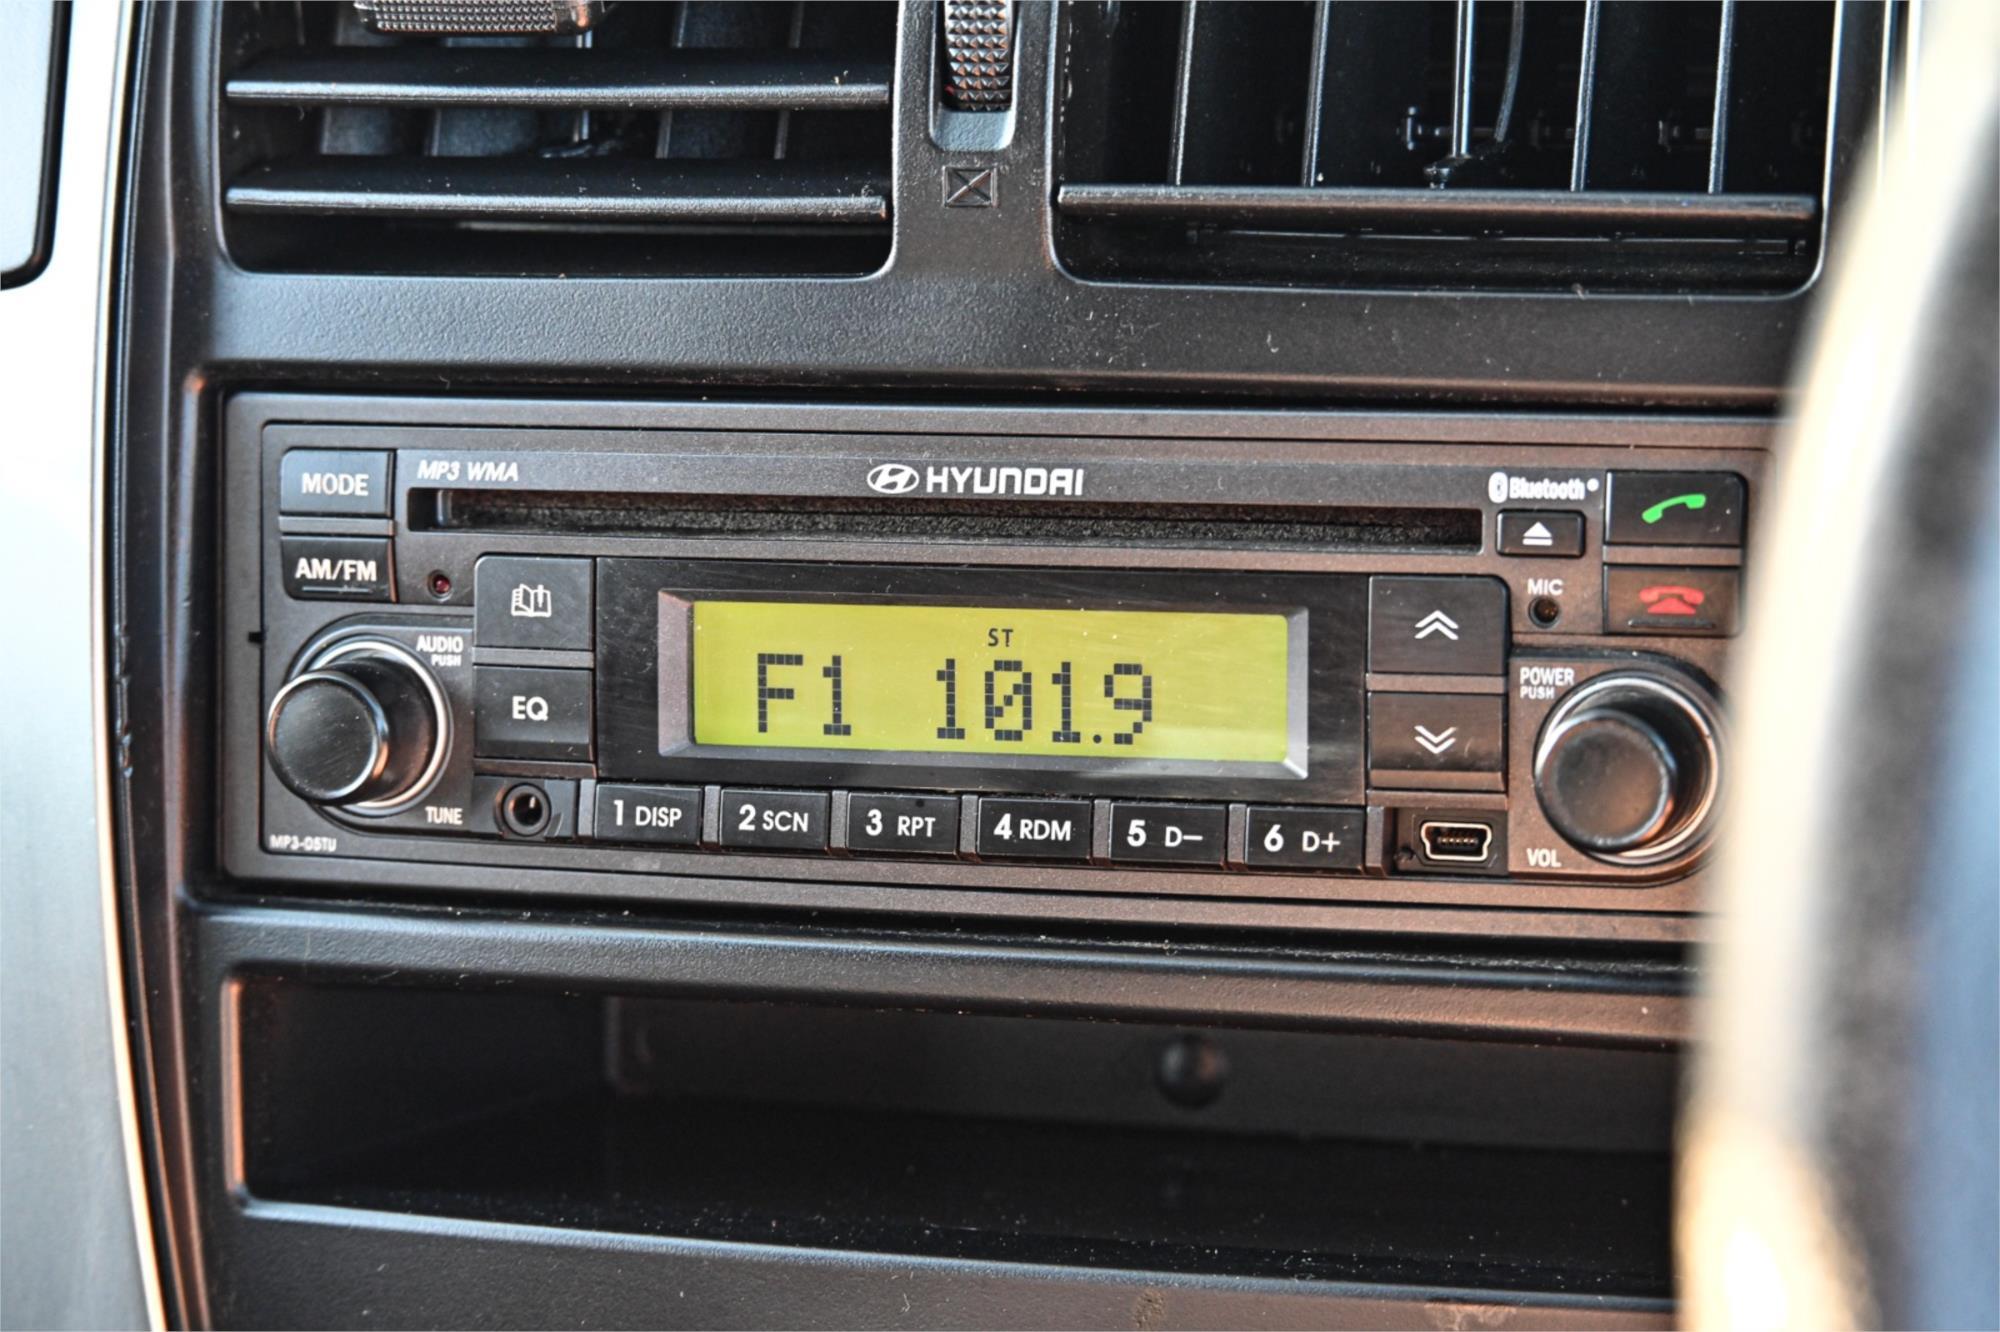 MODE
MP3 WMA
HYUNDAI
Bluetooth
AM/FM
MIC
AUDIO
PUSH
ST
F1 101.9
EQ
POWER
PUSH
TUNE
1 DISP
2 SCN
3 RPT
4 RDM
5 D−
6 D+
VOL
MP3-DSTU